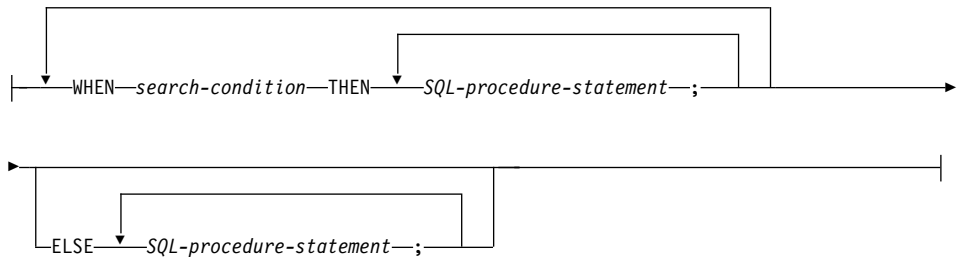 WHEN search-condition THEN SQL-procedure-statement ;
ELSE SQL-procedure-statement ;